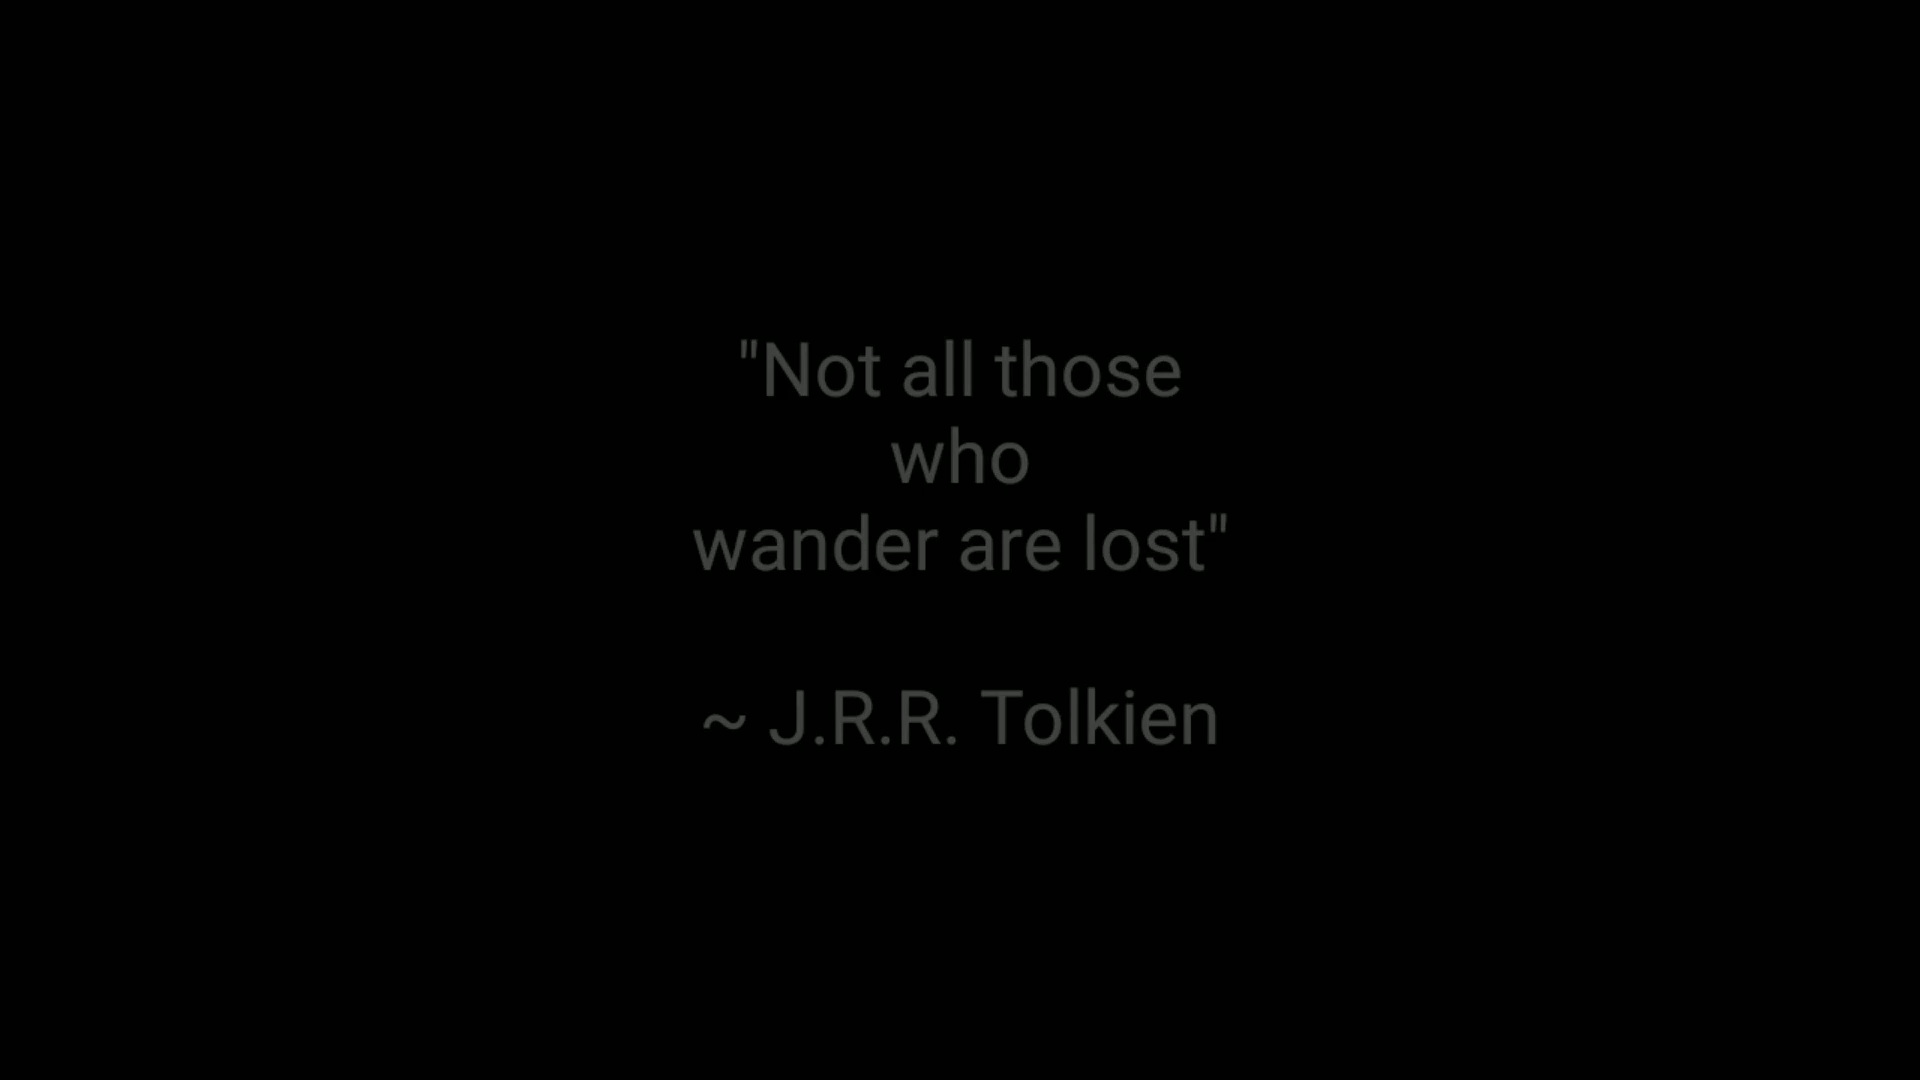 "Not all those
who
wander are lost"
~ J.R.R. Tolkien